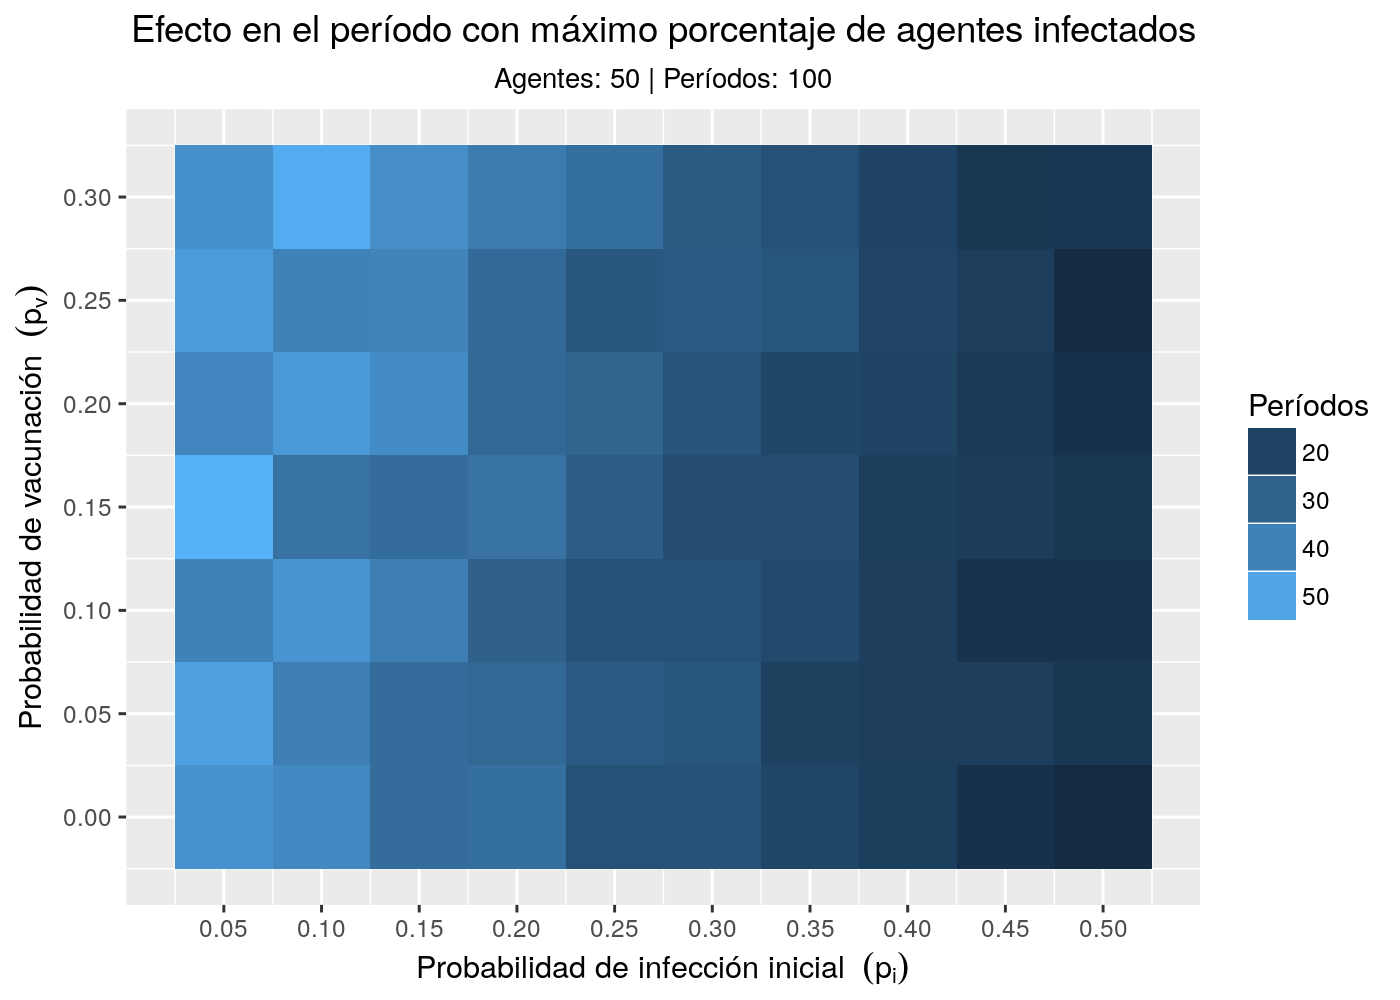 Efecto en el período con máximo porcentaje de agentes infectados
Agentes: 50 | Períodos: 100
Probabilidad de vacunación (pᵥ)
0.30
0.25
0.20
0.15
0.10
0.05
0.00
0.05 0.10 0.15 0.20 0.25 0.30 0.35 0.40 0.45 0.50
Probabilidad de infección inicial (pᵢ)
Períodos
20
30
40
50